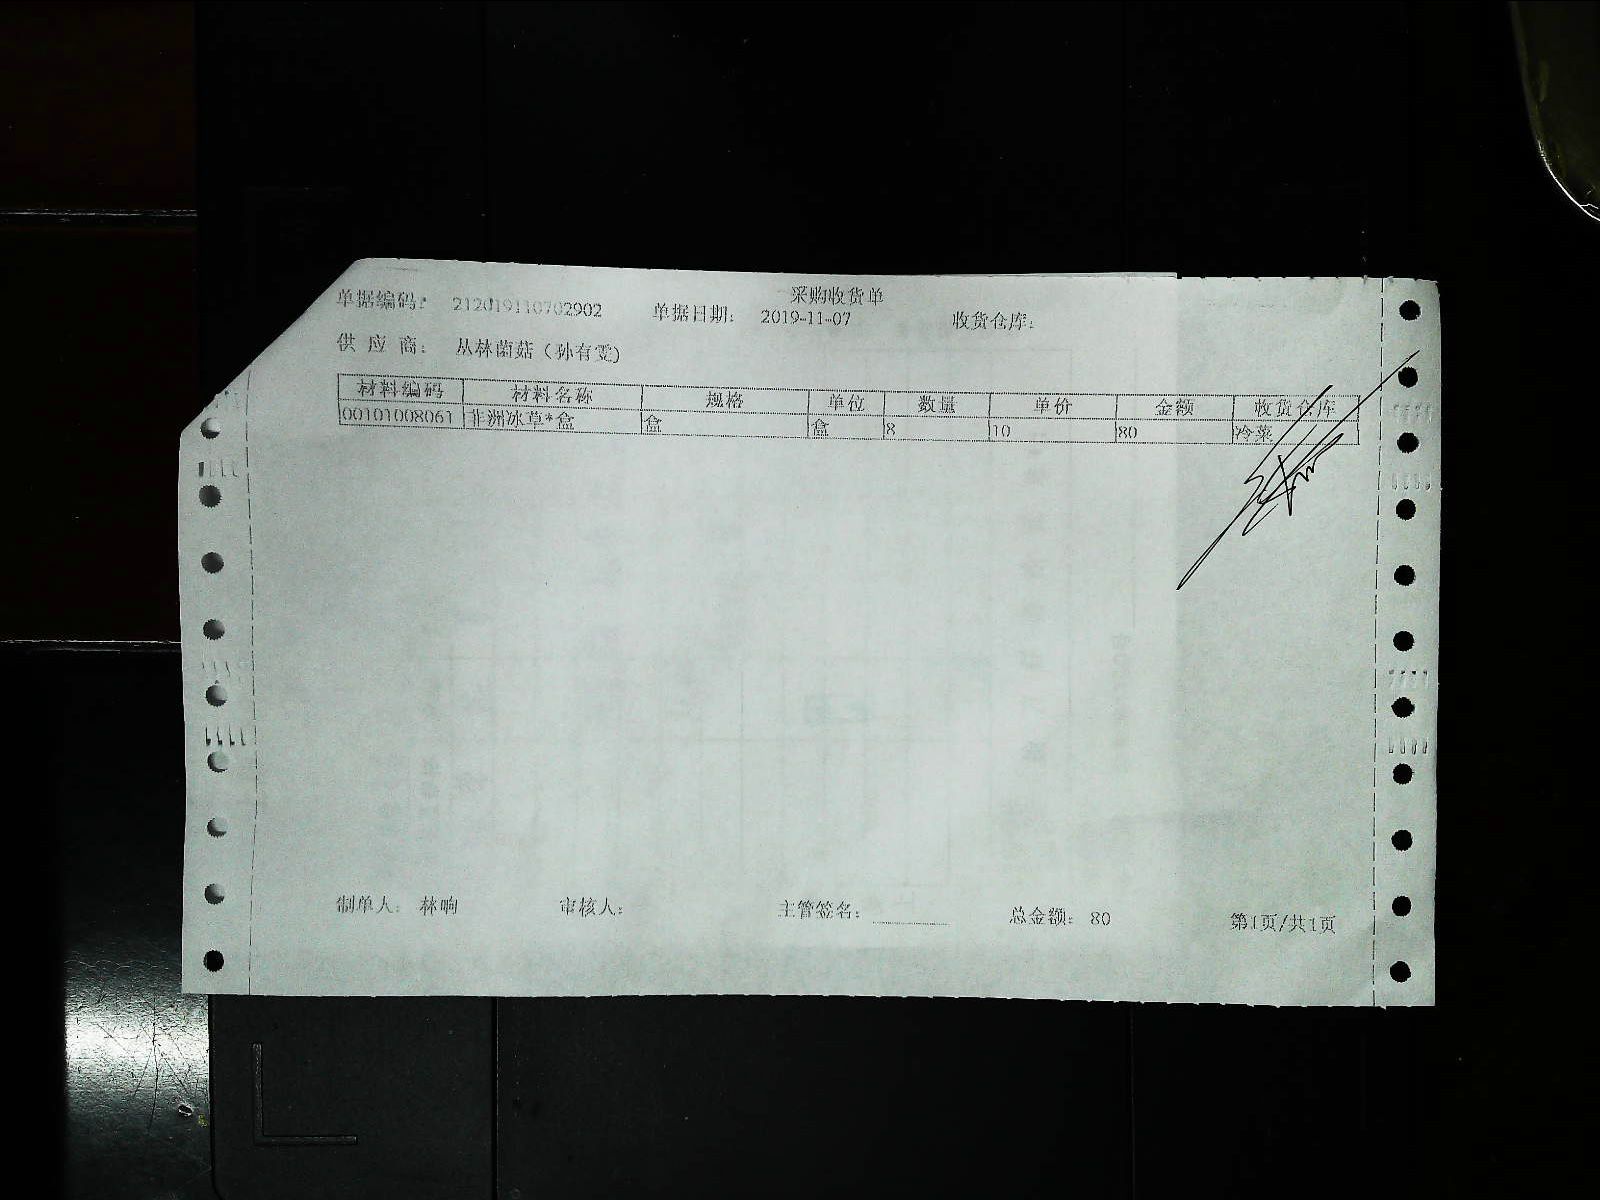 采购收货单
单据编码： 212019110702902 单据日期： 2019-11-07 收货仓库：
供 应 商： 丛林菌菇（孙有雯）
材料编码 材料名称 规格 单位 数量 单价 金额 收货仓库
00101008061 非洲冰草*盒 盒 盒 8 10 80 冷菜
制单人： 林响 审核人： 主管签名： 总金额： 80 第1页/共1页